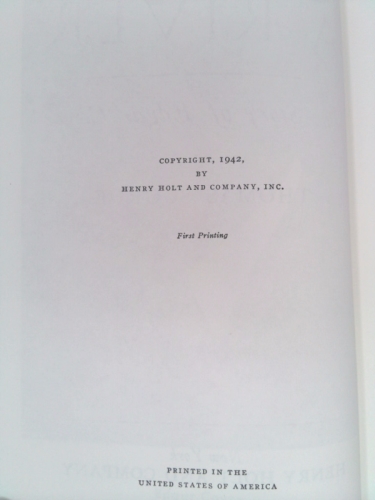 COPYRIGHT, 1942,
BY
HENRY HOLT AND COMPANY, INC.
First Printing
PRINTED IN THE
UNITED STATES OF AMERICA